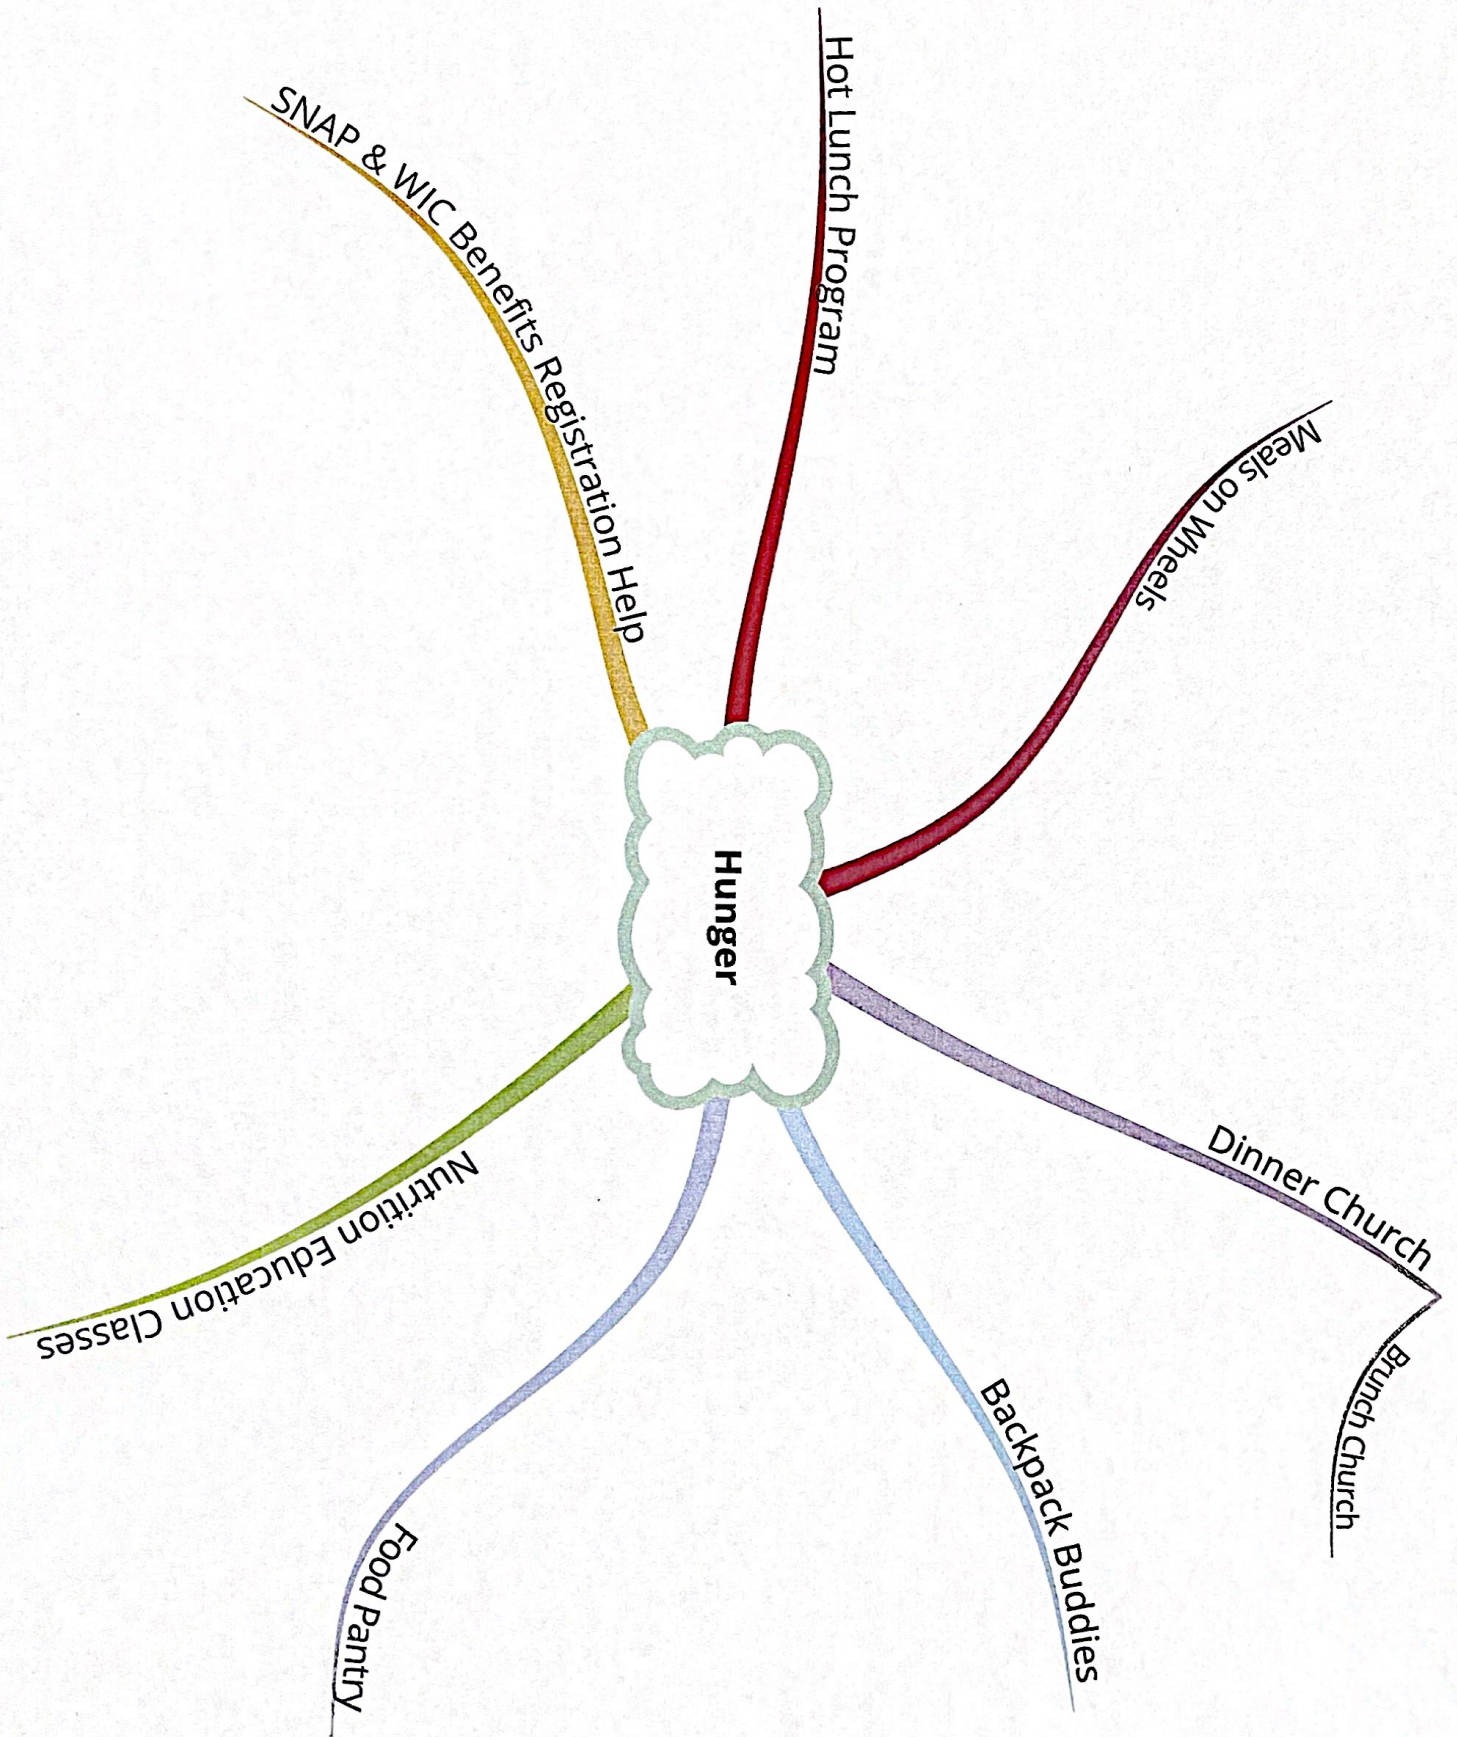 Hunger
Hot Lunch Program
Meals on Wheels
Dinner Church
Brunch Church
Backpack Buddies
Food Pantry
Nutrition Education Classes
SNAP & WIC Benefits Registration Help